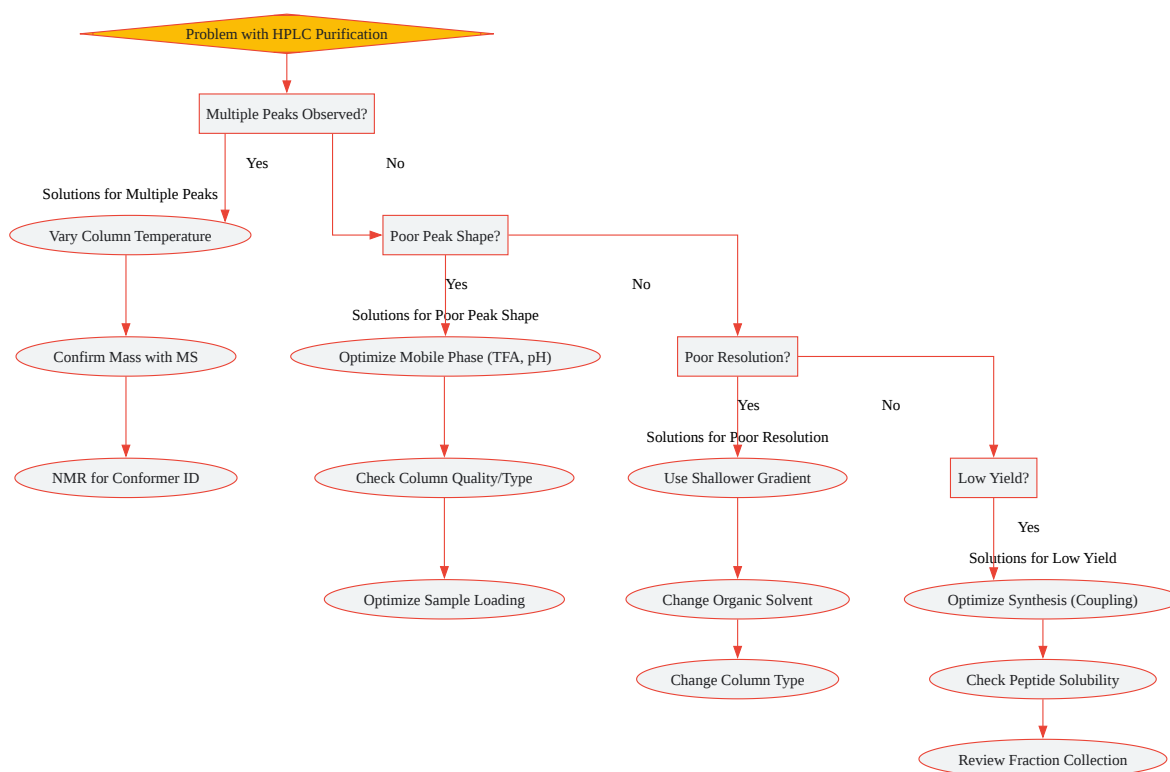 Problem with HPLC Purification
Multiple Peaks Observed?
Yes
No
Solutions for Multiple Peaks
Vary Column Temperature
Poor Peak Shape?
Yes
No
Solutions for Poor Peak Shape
Confirm Mass with MS
Optimize Mobile Phase (TFA, pH)
Poor Resolution?
Yes
No
Solutions for Poor Resolution
NMR for Conformer ID
Check Column Quality/Type
Use Shallower Gradient
Low Yield?
Yes
Solutions for Low Yield
Optimize Sample Loading
Change Organic Solvent
Optimize Synthesis (Coupling)
Change Column Type
Check Peptide Solubility
Review Fraction Collection